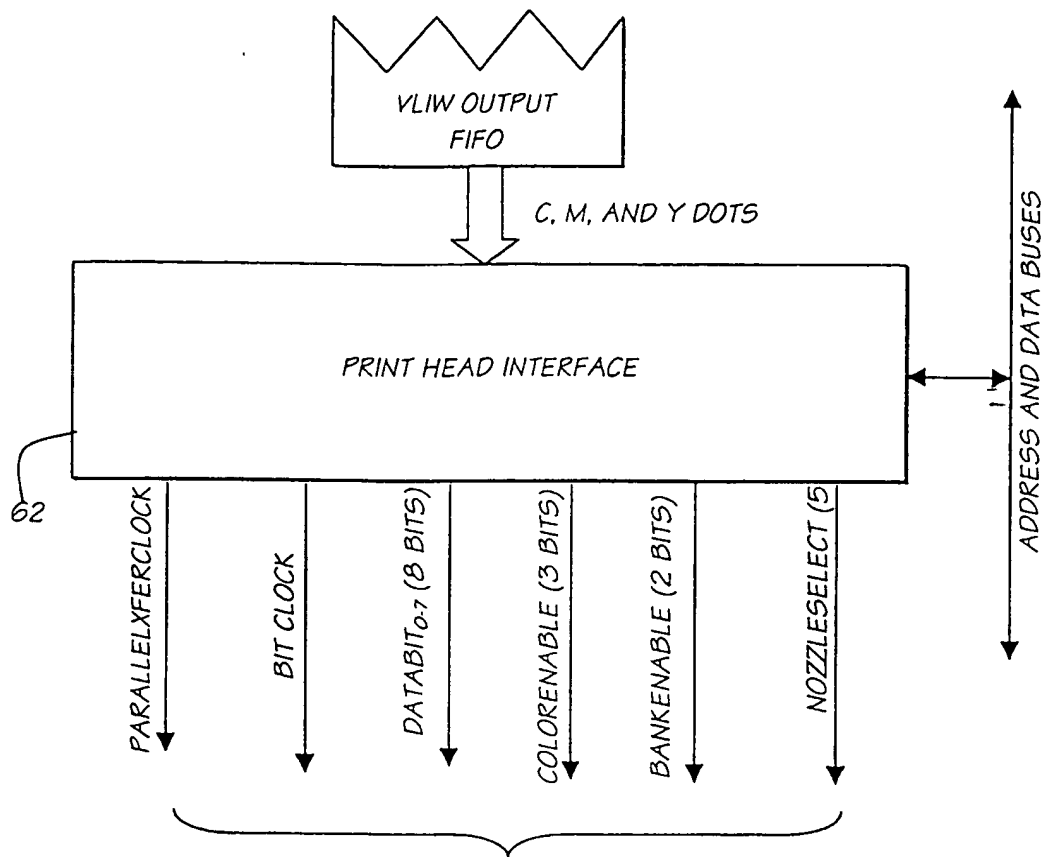 VLIW OUTPUT
FIFO
C, M, AND Y DOTS
PRINT HEAD INTERFACE
ADDRESS AND DATA BUSES
62
PARALLELXFERCLOCK
BIT CLOCK
DATABIT0-7 (8 BITS)
COLORENABLE (3 BITS)
BANKENABLE (2 BITS)
NOZZLESELECT (5